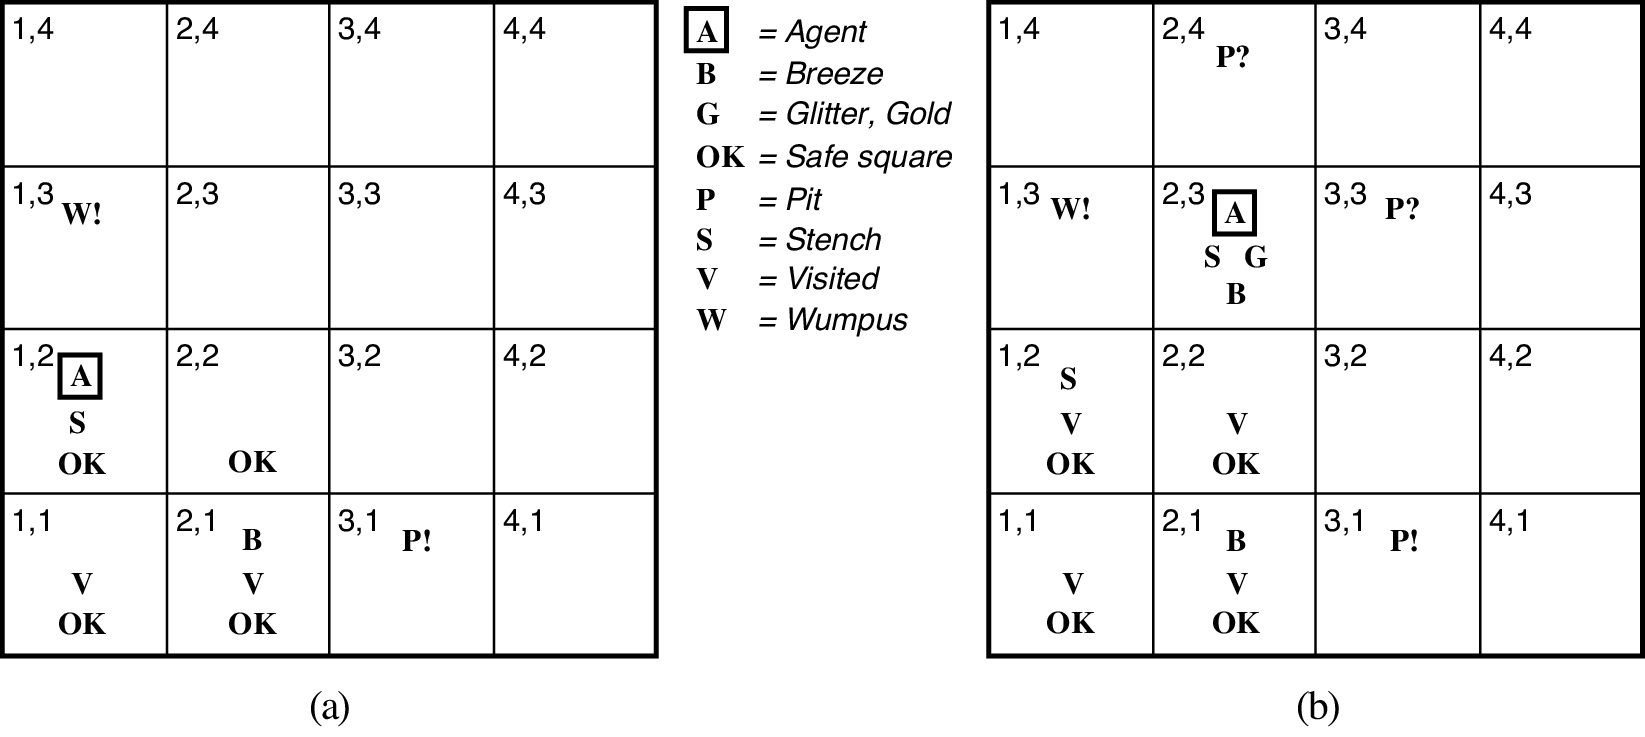 1,4 2,4 3,4 4,4
1,3 W! 2,3 3,3 4,3
1,2 A 2,2 3,2 4,2
S
OK OK
1,1 2,1 B 3,1 P! 4,1
V V
OK OK
(a)
A = Agent
B = Breeze
G = Glitter, Gold
OK = Safe square
P = Pit
S = Stench
V = Visited
W = Wumpus
1,4 2,4 P? 3,4 4,4
1,3 W! 2,3 A 3,3 P? 4,3
S G
B
1,2 S 2,2 3,2 4,2
V V
OK OK
1,1 2,1 B 3,1 P! 4,1
V V
OK OK
(b)